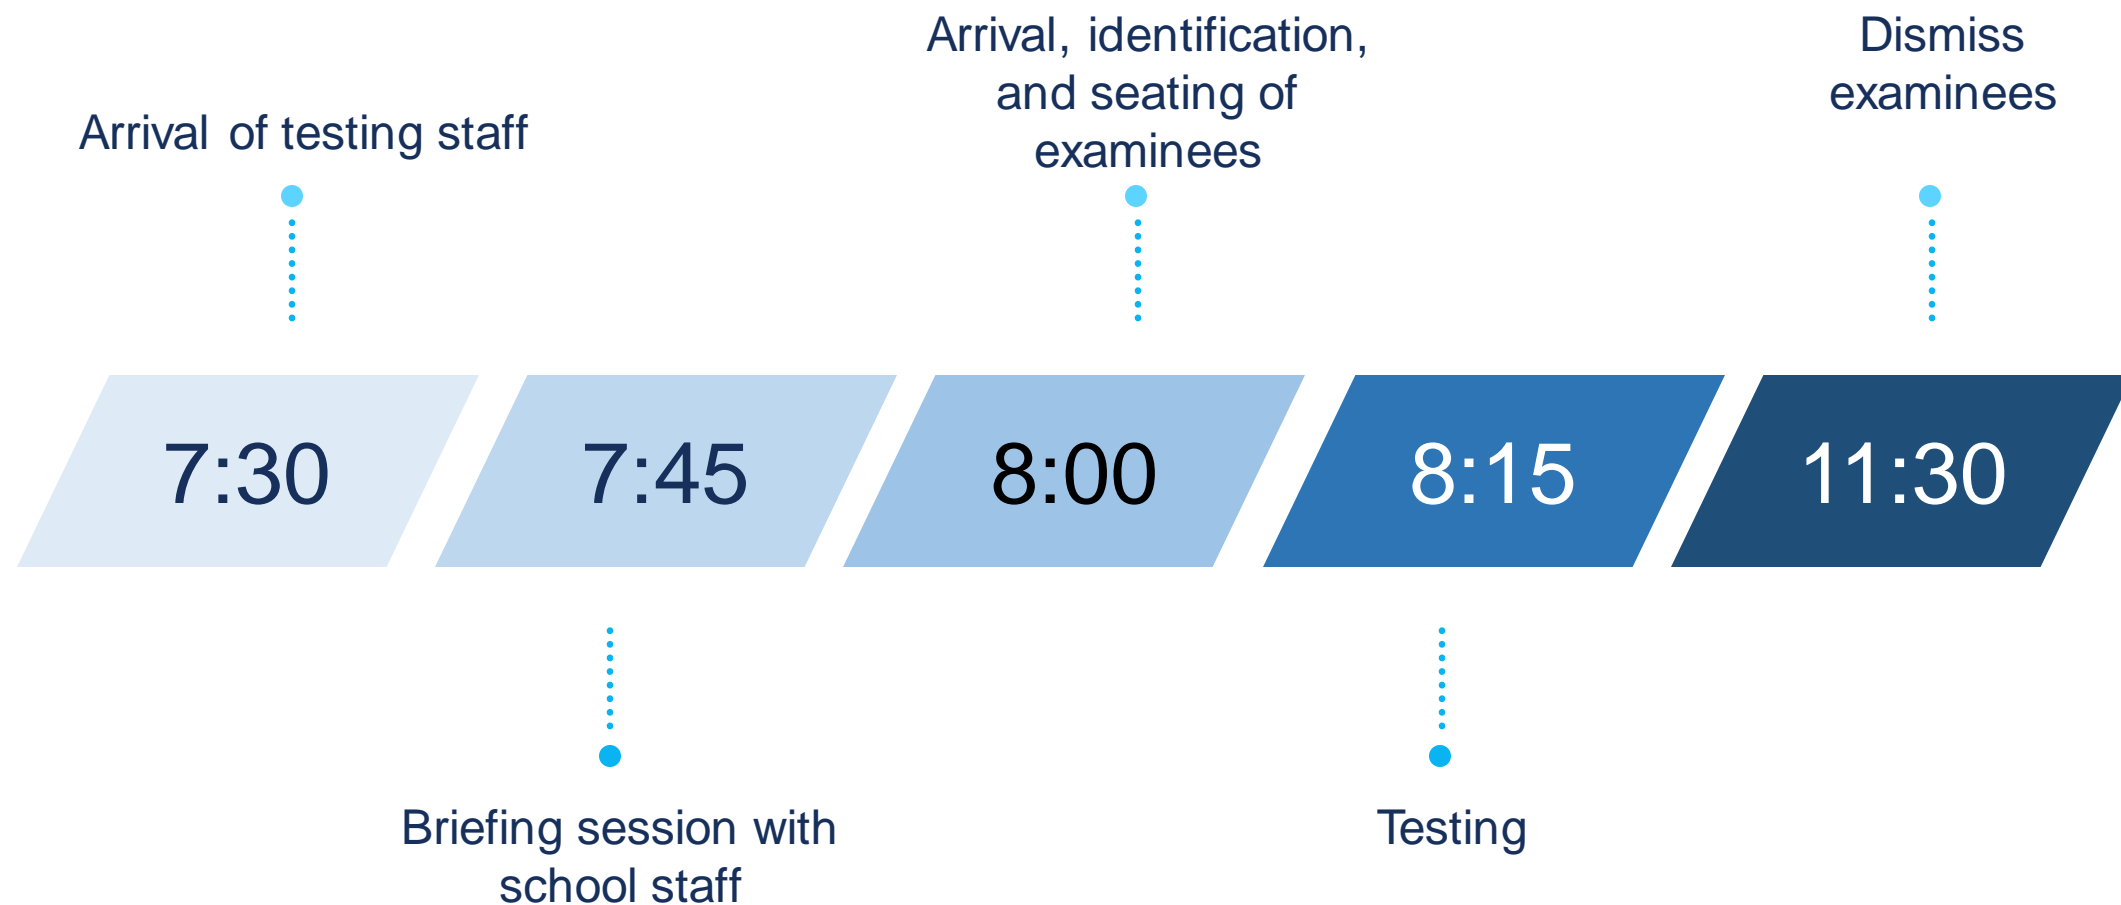 Arrival of testing staff
Arrival, identification,
and seating of
examinees
Dismiss
examinees
7:30
7:45
8:00
8:15
11:30
Briefing session with
school staff
Testing